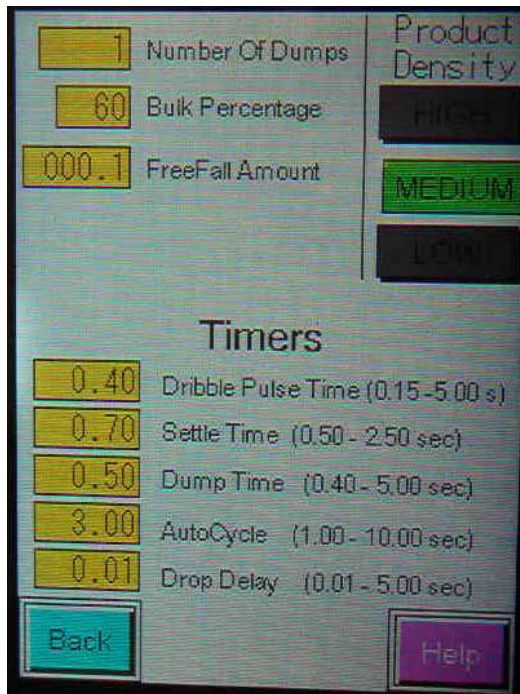 1 Number Of Dumps
60 Bulk Percentage
000.1 FreeFall Amount
Product
Density
HIGH
MEDIUM
LOW
Timers
0.40 Dribble Pulse Time (0.15-5.00 s)
0.70 Settle Time (0.50 - 2.50 sec)
0.50 Dump Time (0.40 - 5.00 sec)
3.00 AutoCycle (1.00 - 10.00 sec)
0.01 Drop Delay (0.01 - 5.00 sec)
Back
Help